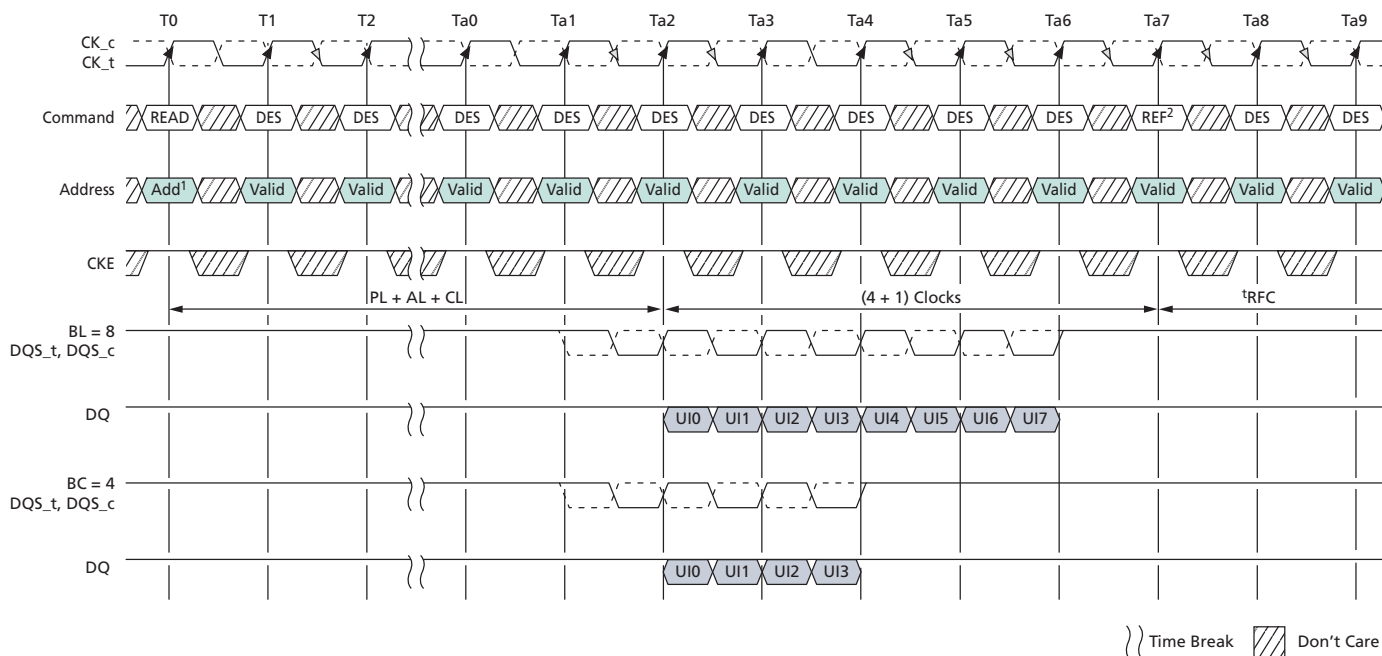 T0 T1 T2 Ta0 Ta1 Ta2 Ta3 Ta4 Ta5 Ta6 Ta7 Ta8 Ta9
CK_c
CK_t
Command READ DES DES DES DES DES DES DES DES DES REF² DES DES
Address Add¹ Valid Valid Valid Valid Valid Valid Valid Valid Valid Valid Valid Valid
CKE
PL + AL + CL (4 + 1) Clocks ᵗRFC
BL = 8
DQS_t, DQS_c
DQ UI0 UI1 UI2 UI3 UI4 UI5 UI6 UI7
BC = 4
DQS_t, DQS_c
DQ UI0 UI1 UI2 UI3
Time Break Don't Care